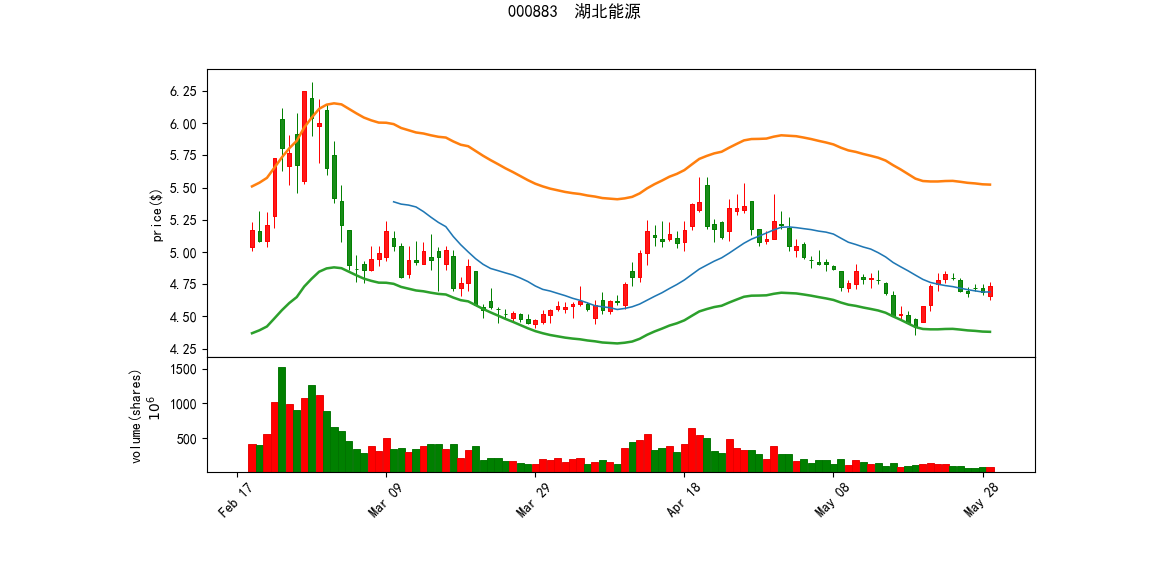 000883 湖北能源
price($)
6.25
6.00
5.75
5.50
5.25
5.00
4.75
4.50
4.25
volume(shares)
10^6
1500
1000
500
Feb 17
Mar 09
Mar 29
Apr 18
May 08
May 28